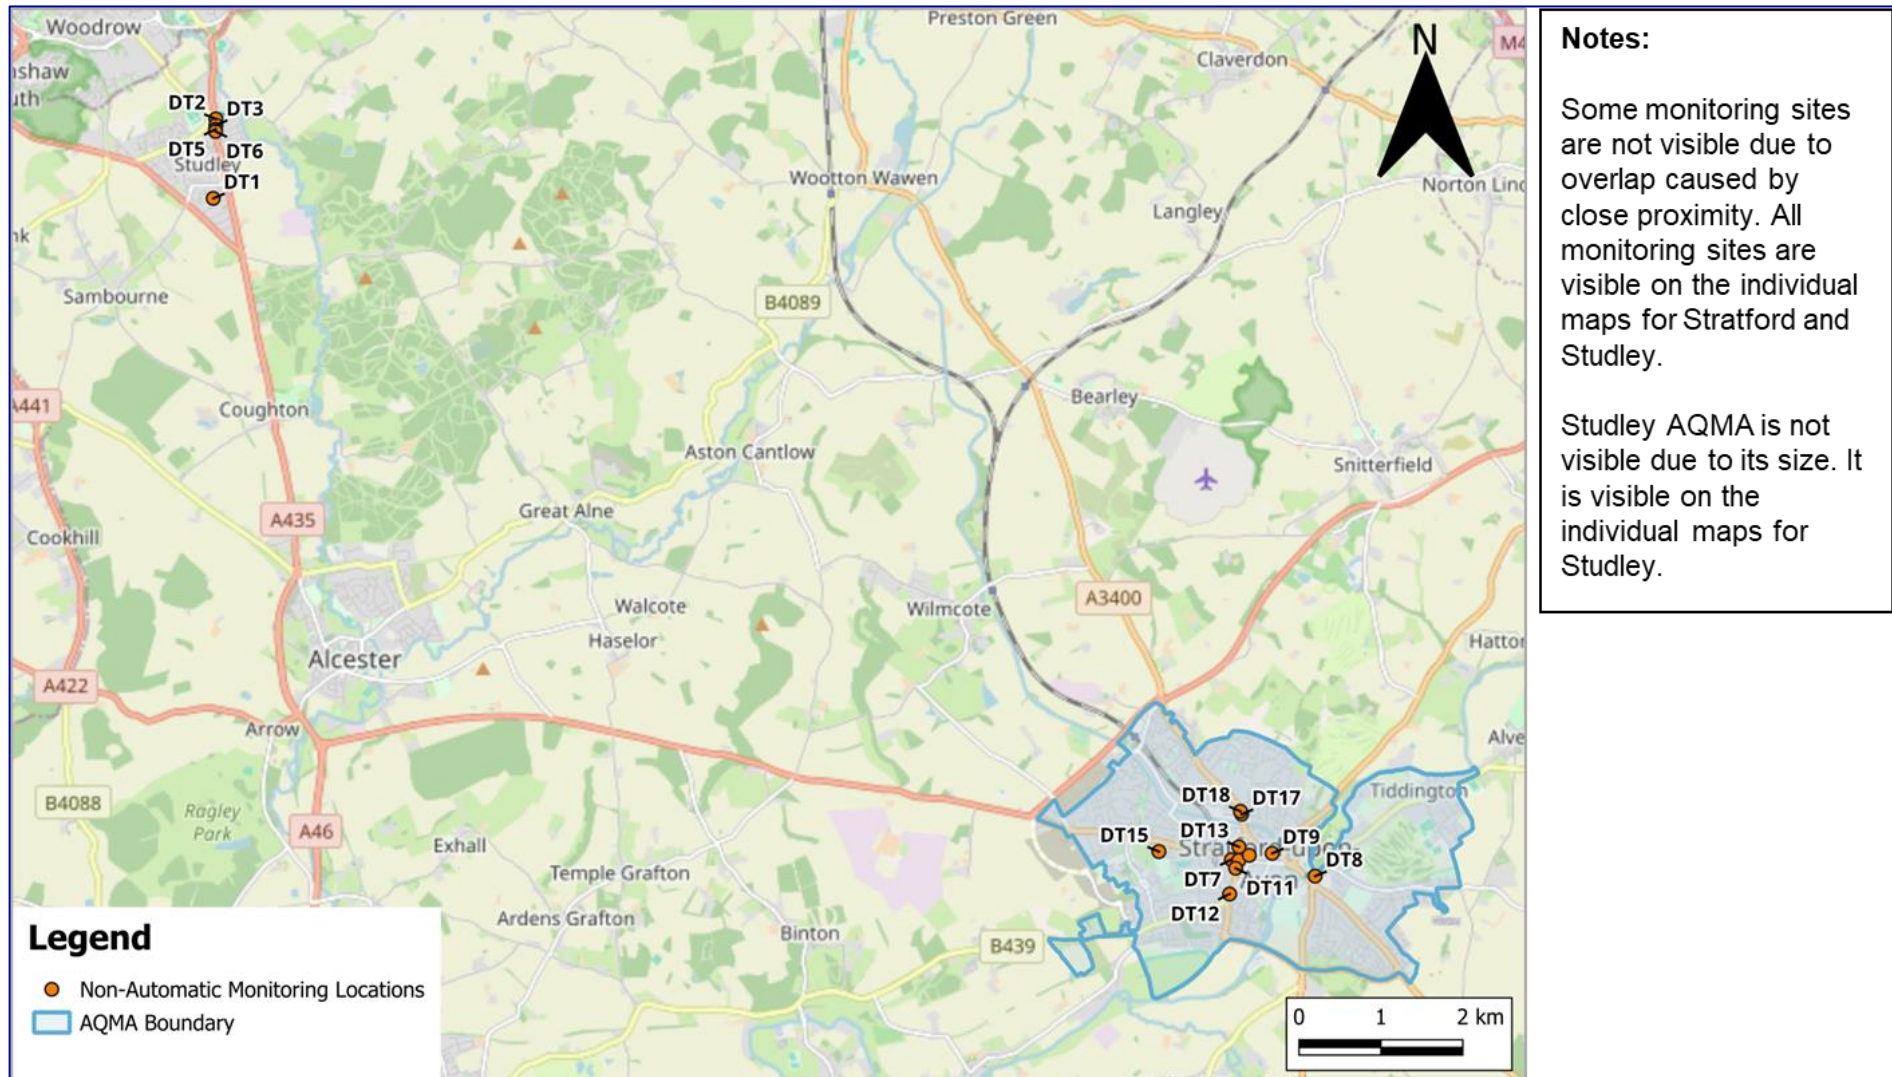 Woodrow
Preston Green
Claverdon
N
M4
nshaw
uth
DT2
DT3
DT5
DT6
Studley
DT1
Wootton Wawen
Langley
Norton Linc
nk
Sambourne
B4089
A441
Coughton
Bearley
Aston Cantlow
Snitterfield
A435
Great Alne
Cookhill
Walcote
Wilmcote
A3400
Haselor
Hatton
Alcester
A422
Arrow
Alve
B4088
Ragley
Park
A46
Tiddington
DT18
DT17
DT15
DT13
DT9
Stratford-upon-
Avon
DT8
Exhall
Temple Grafton
DT7
DT11
DT12
Ardens Grafton
Binton
B439
Legend
Non-Automatic Monitoring Locations
AQMA Boundary
0 1 2 km
Notes:
Some monitoring sites
are not visible due to
overlap caused by
close proximity. All
monitoring sites are
visible on the individual
maps for Stratford and
Studley.
Studley AQMA is not
visible due to its size. It
is visible on the
individual maps for
Studley.